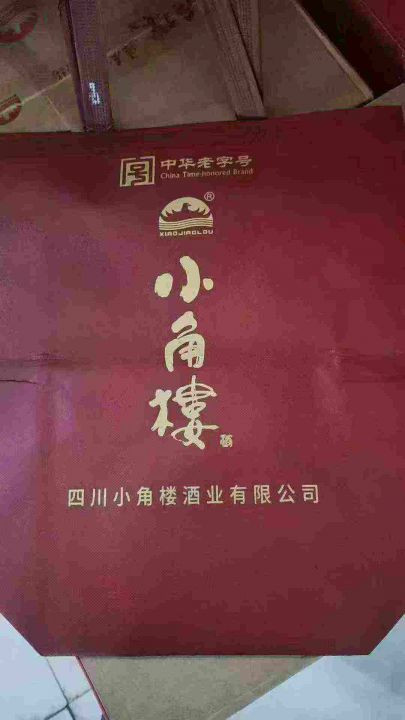 中华老字号
China Time-honored Brand
®
XIAOJIAOLOU
小
角
樓
四川小角楼酒业有限公司